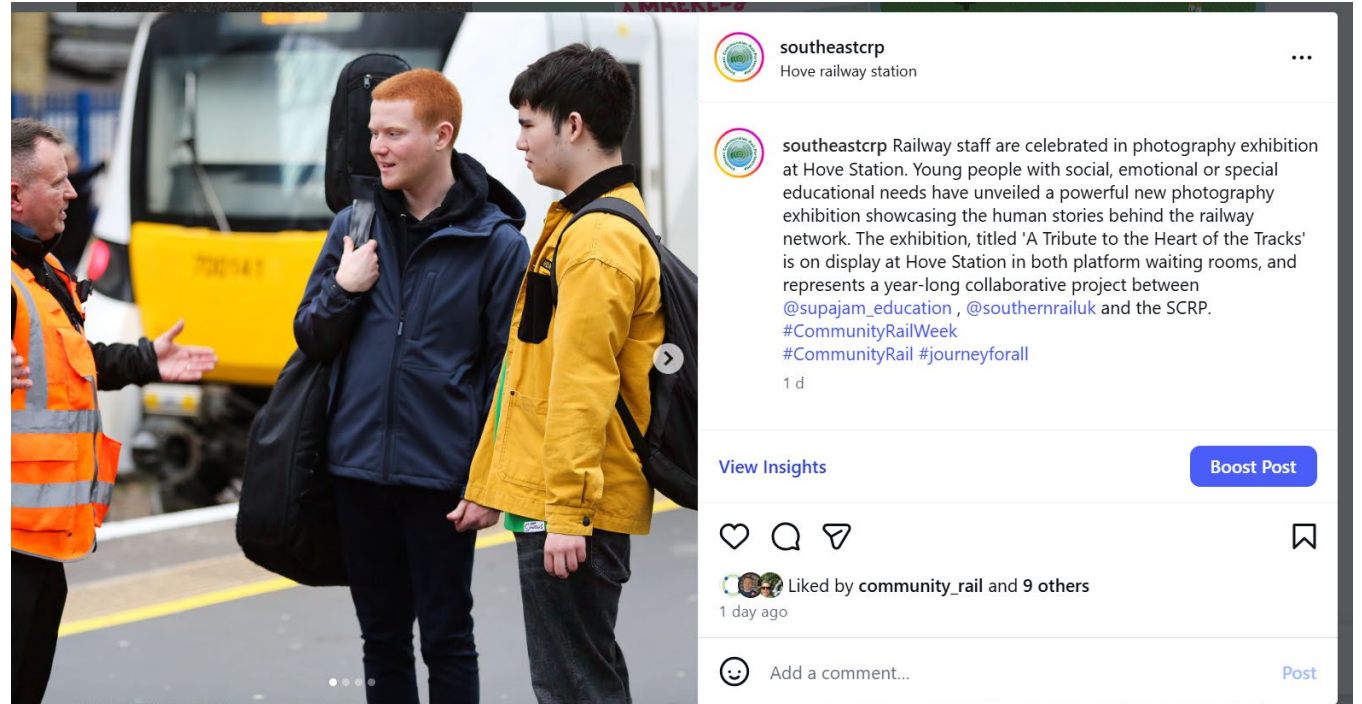 AMBERLEY
700141
southeastcrp
Hove railway station
southeastcrp Railway staff are celebrated in photography exhibition
at Hove Station. Young people with social, emotional or special
educational needs have unveiled a powerful new photography
exhibition showcasing the human stories behind the railway
network. The exhibition, titled 'A Tribute to the Heart of the Tracks'
is on display at Hove Station in both platform waiting rooms, and
represents a year-long collaborative project between
@supajam_education , @southernrailuk and the SCRP.
#CommunityRailWeek
#CommunityRail #journeyforall
1 d
View Insights
Boost Post
Liked by community_rail and 9 others
1 day ago
Add a comment...
Post